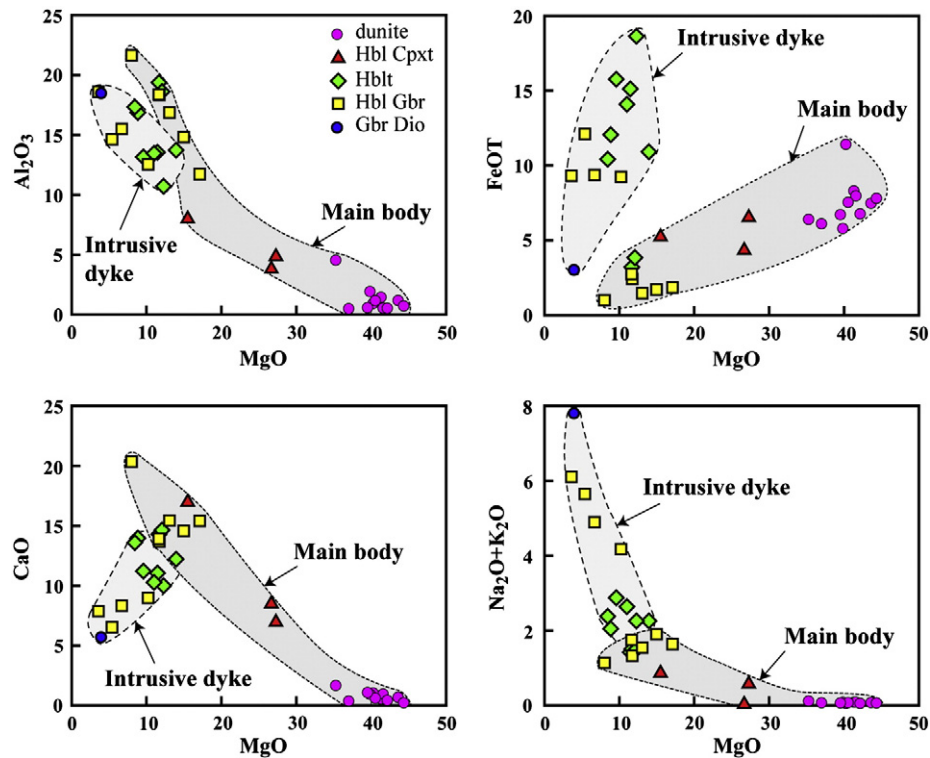 25
20
15
10
5
0
Al₂O₃
dunite
Hbl Cpxt
Hblt
Hbl Gbr
Gbr Dio
Intrusive
dyke
Main body
0 10 20 30 40 50
MgO
20
15
10
5
0
FeOT
Intrusive dyke
Main body
0 10 20 30 40 50
MgO
25
20
15
10
5
0
CaO
Main body
Intrusive dyke
0 10 20 30 40 50
MgO
8
6
4
2
0
Na₂O+K₂O
Intrusive dyke
Main body
0 10 20 30 40 50
MgO